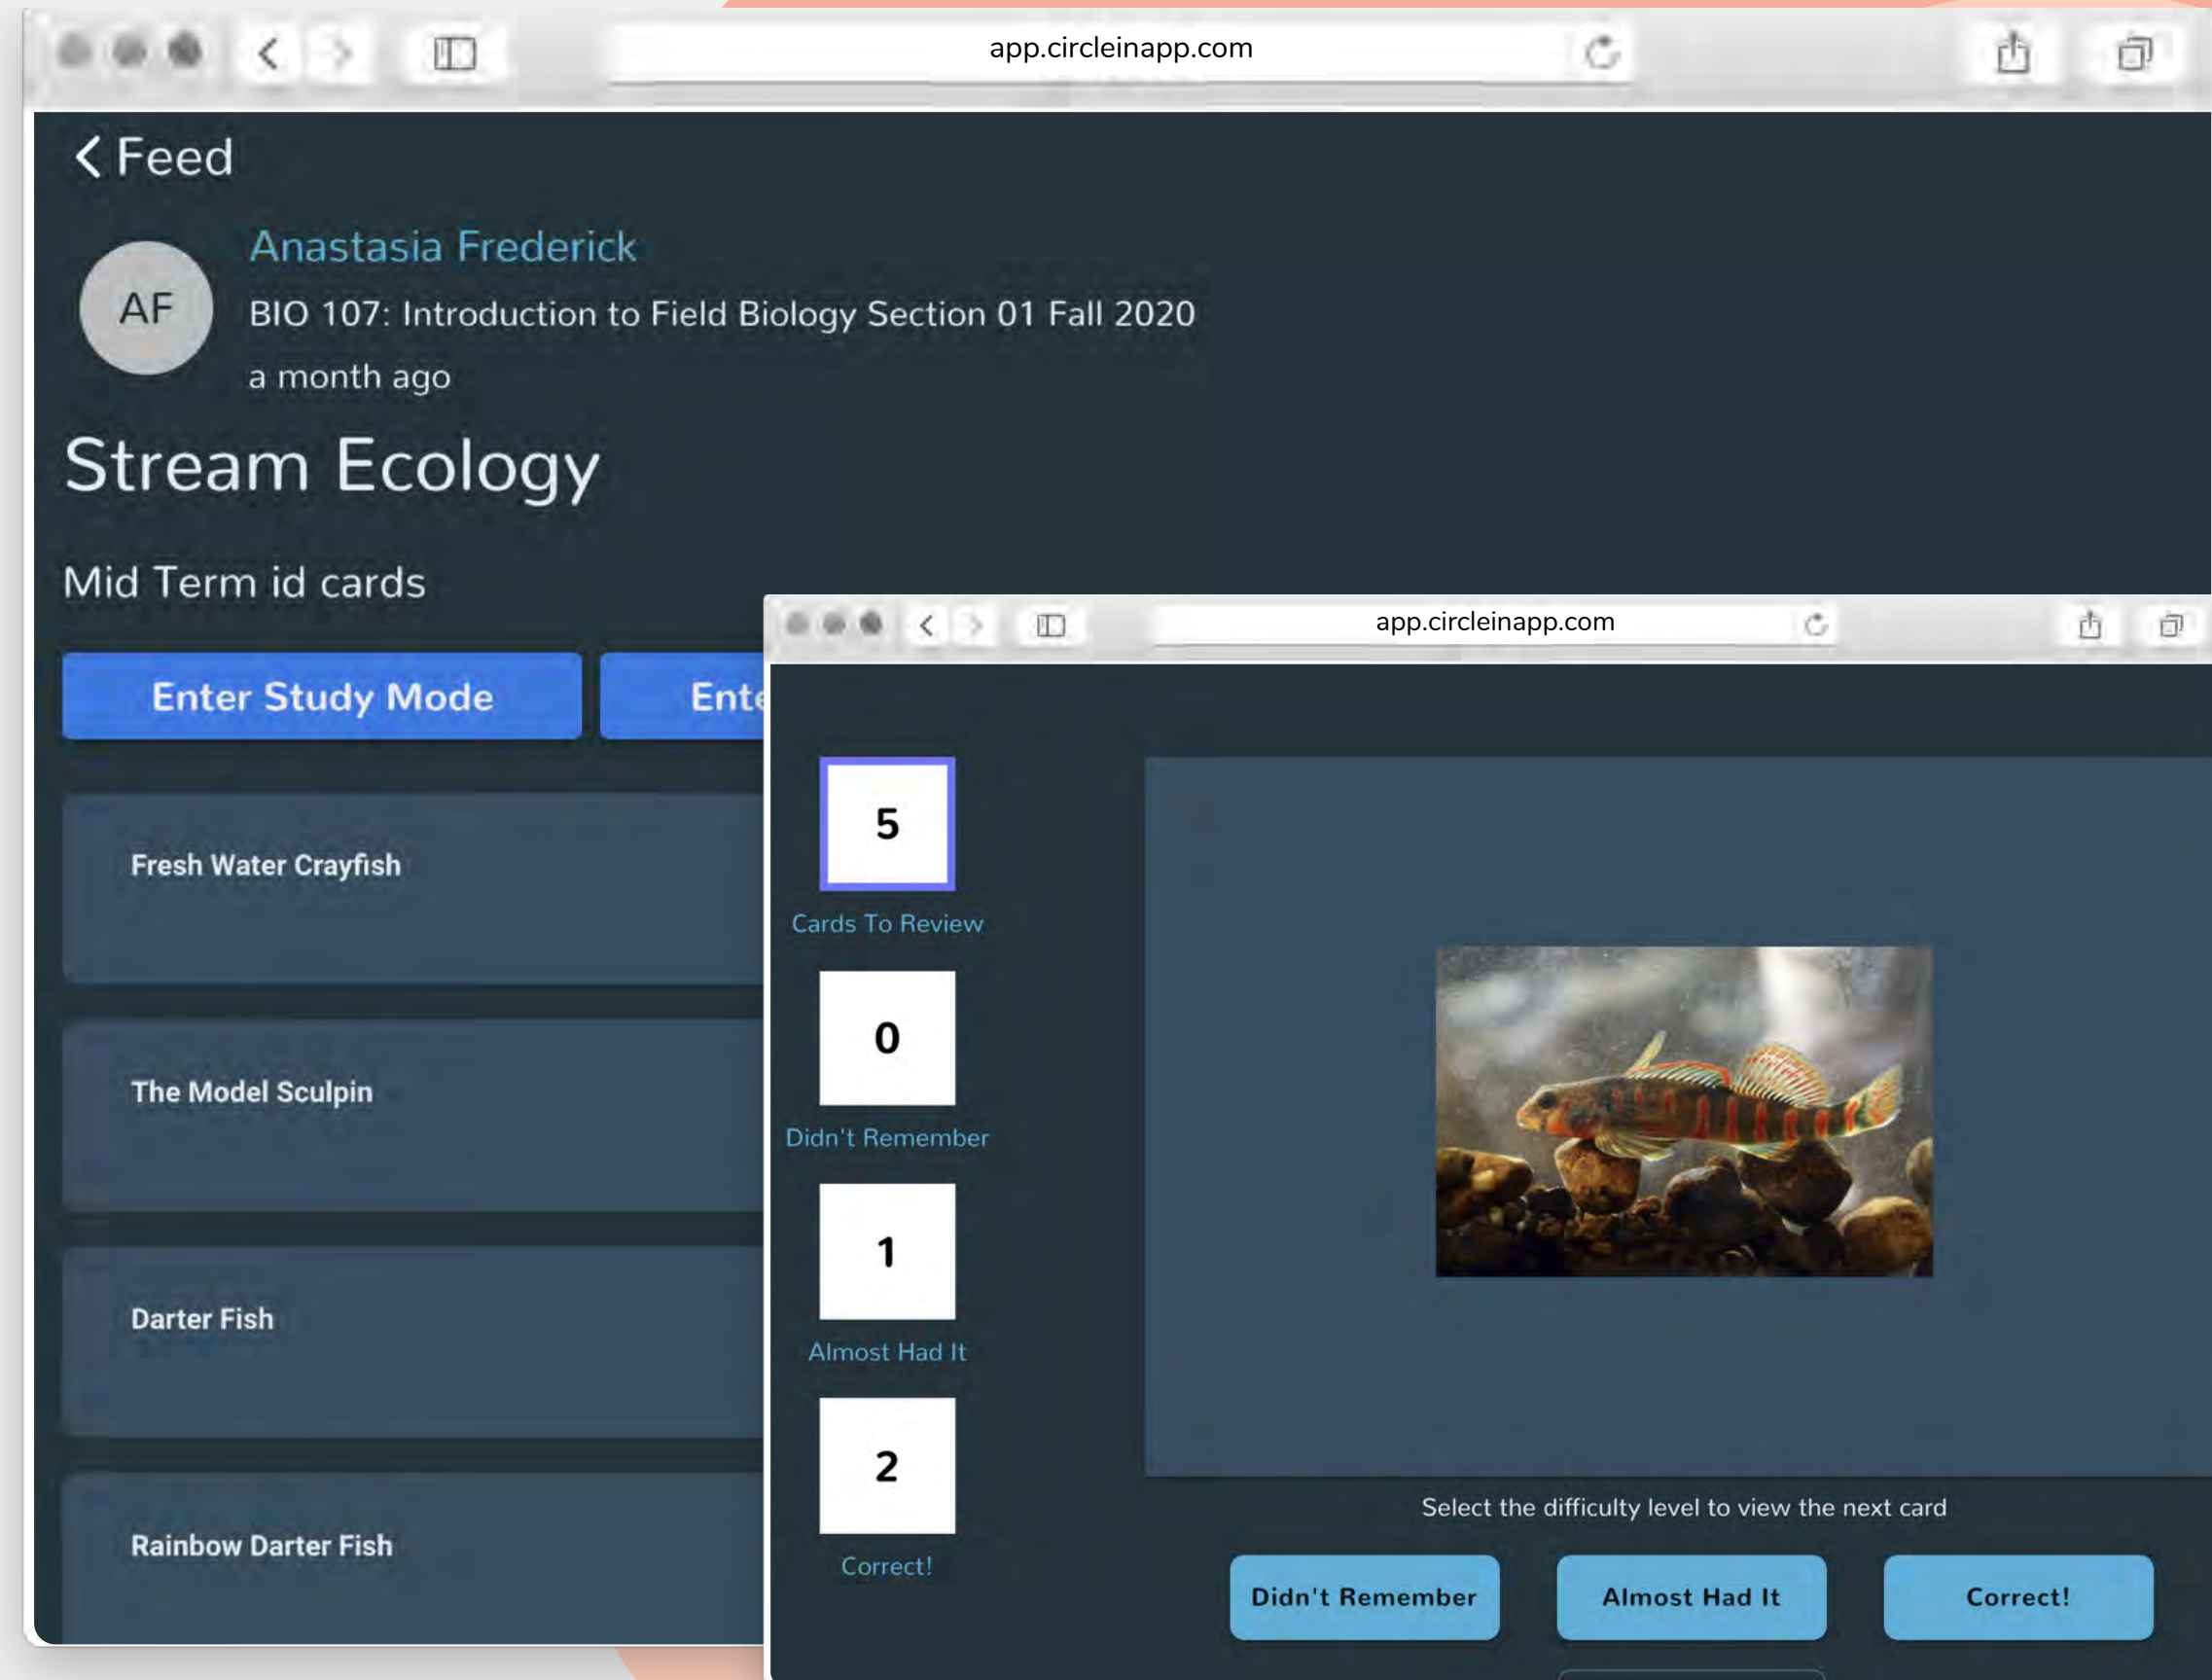 app.circleinapp.com
Feed
AF
Anastasia Frederick
BIO 107: Introduction to Field Biology Section 01 Fall 2020
a month ago
Stream Ecology
Mid Term id cards
Enter Study Mode
Ente
Fresh Water Crayfish
The Model Sculpin
Darter Fish
Rainbow Darter Fish
app.circleinapp.com
5
Cards To Review
0
Didn't Remember
1
Almost Had It
2
Correct!
Select the difficulty level to view the next card
Didn't Remember
Almost Had It
Correct!